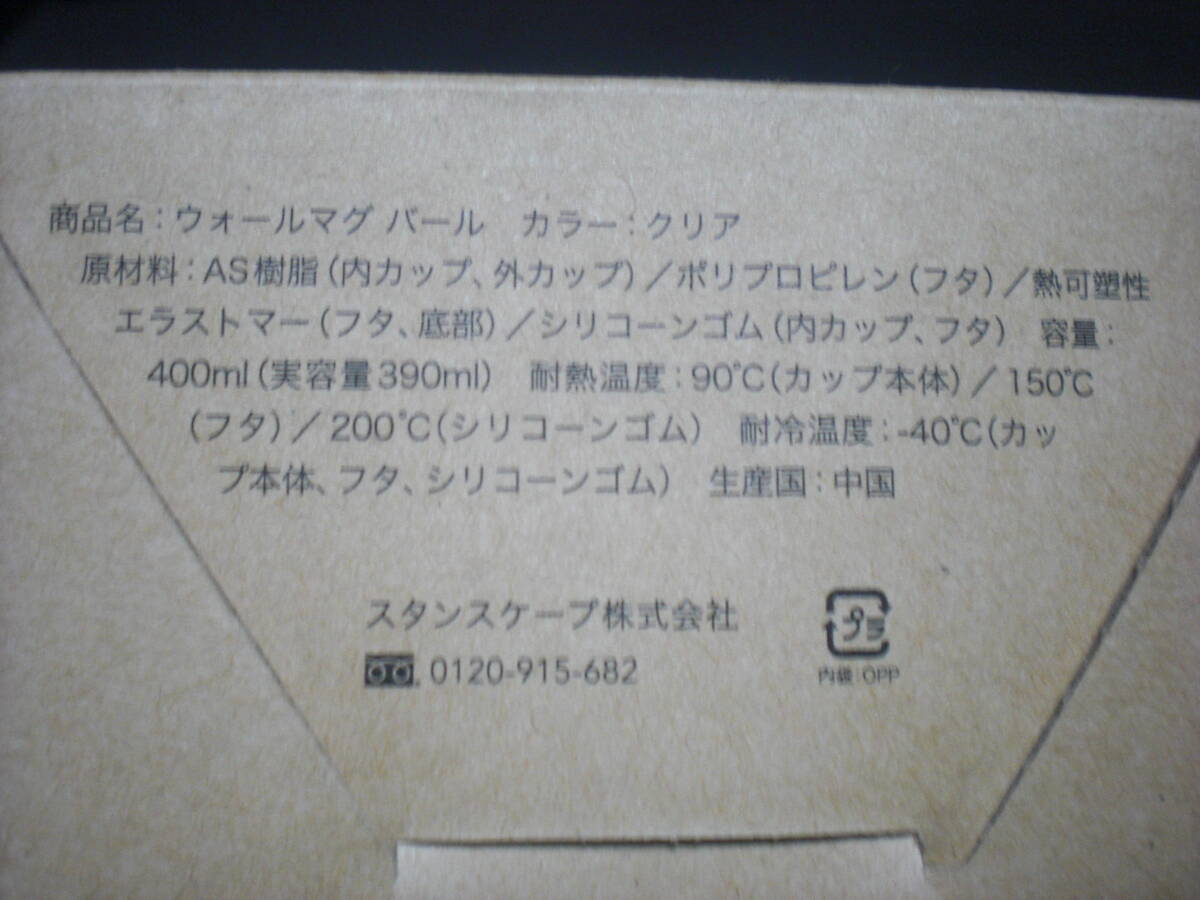 商品名：ウォールマグ バール　カラー：クリア
原材料：AS樹脂（内カップ、外カップ）／ポリプロピレン（フタ）／熱可塑性
エラストマー（フタ、底部）／シリコーンゴム（内カップ、フタ）　容量：
400ml（実容量390ml）　耐熱温度：90℃（カップ本体）／150℃
（フタ）／200℃（シリコーンゴム）　耐冷温度：-40℃（カッ
プ本体、フタ、シリコーンゴム）　生産国：中国
スタンスケープ株式会社
0120-915-682
プラ
内袋：OPP